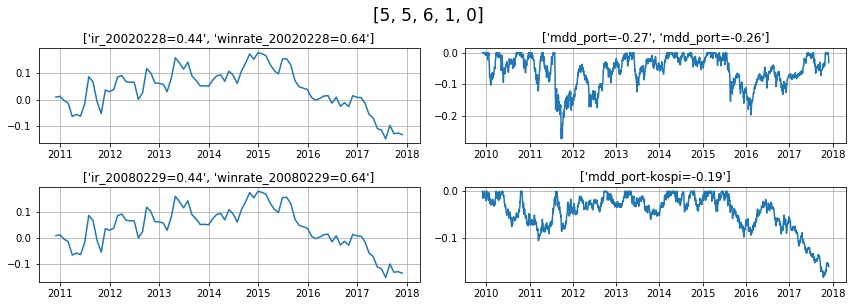 [5, 5, 6, 1, 0]
['ir_20020228=0.44', 'winrate_20020228=0.64']
0.1
0.0
−0.1
2011 2012 2013 2014 2015 2016 2017 2018
['mdd_port=-0.27', 'mdd_port=-0.26']
0.0
−0.1
−0.2
2010 2011 2012 2013 2014 2015 2016 2017 2018
['ir_20080229=0.44', 'winrate_20080229=0.64']
0.1
0.0
−0.1
2011 2012 2013 2014 2015 2016 2017 2018
['mdd_port-kospi=-0.19']
0.0
−0.1
2010 2011 2012 2013 2014 2015 2016 2017 2018